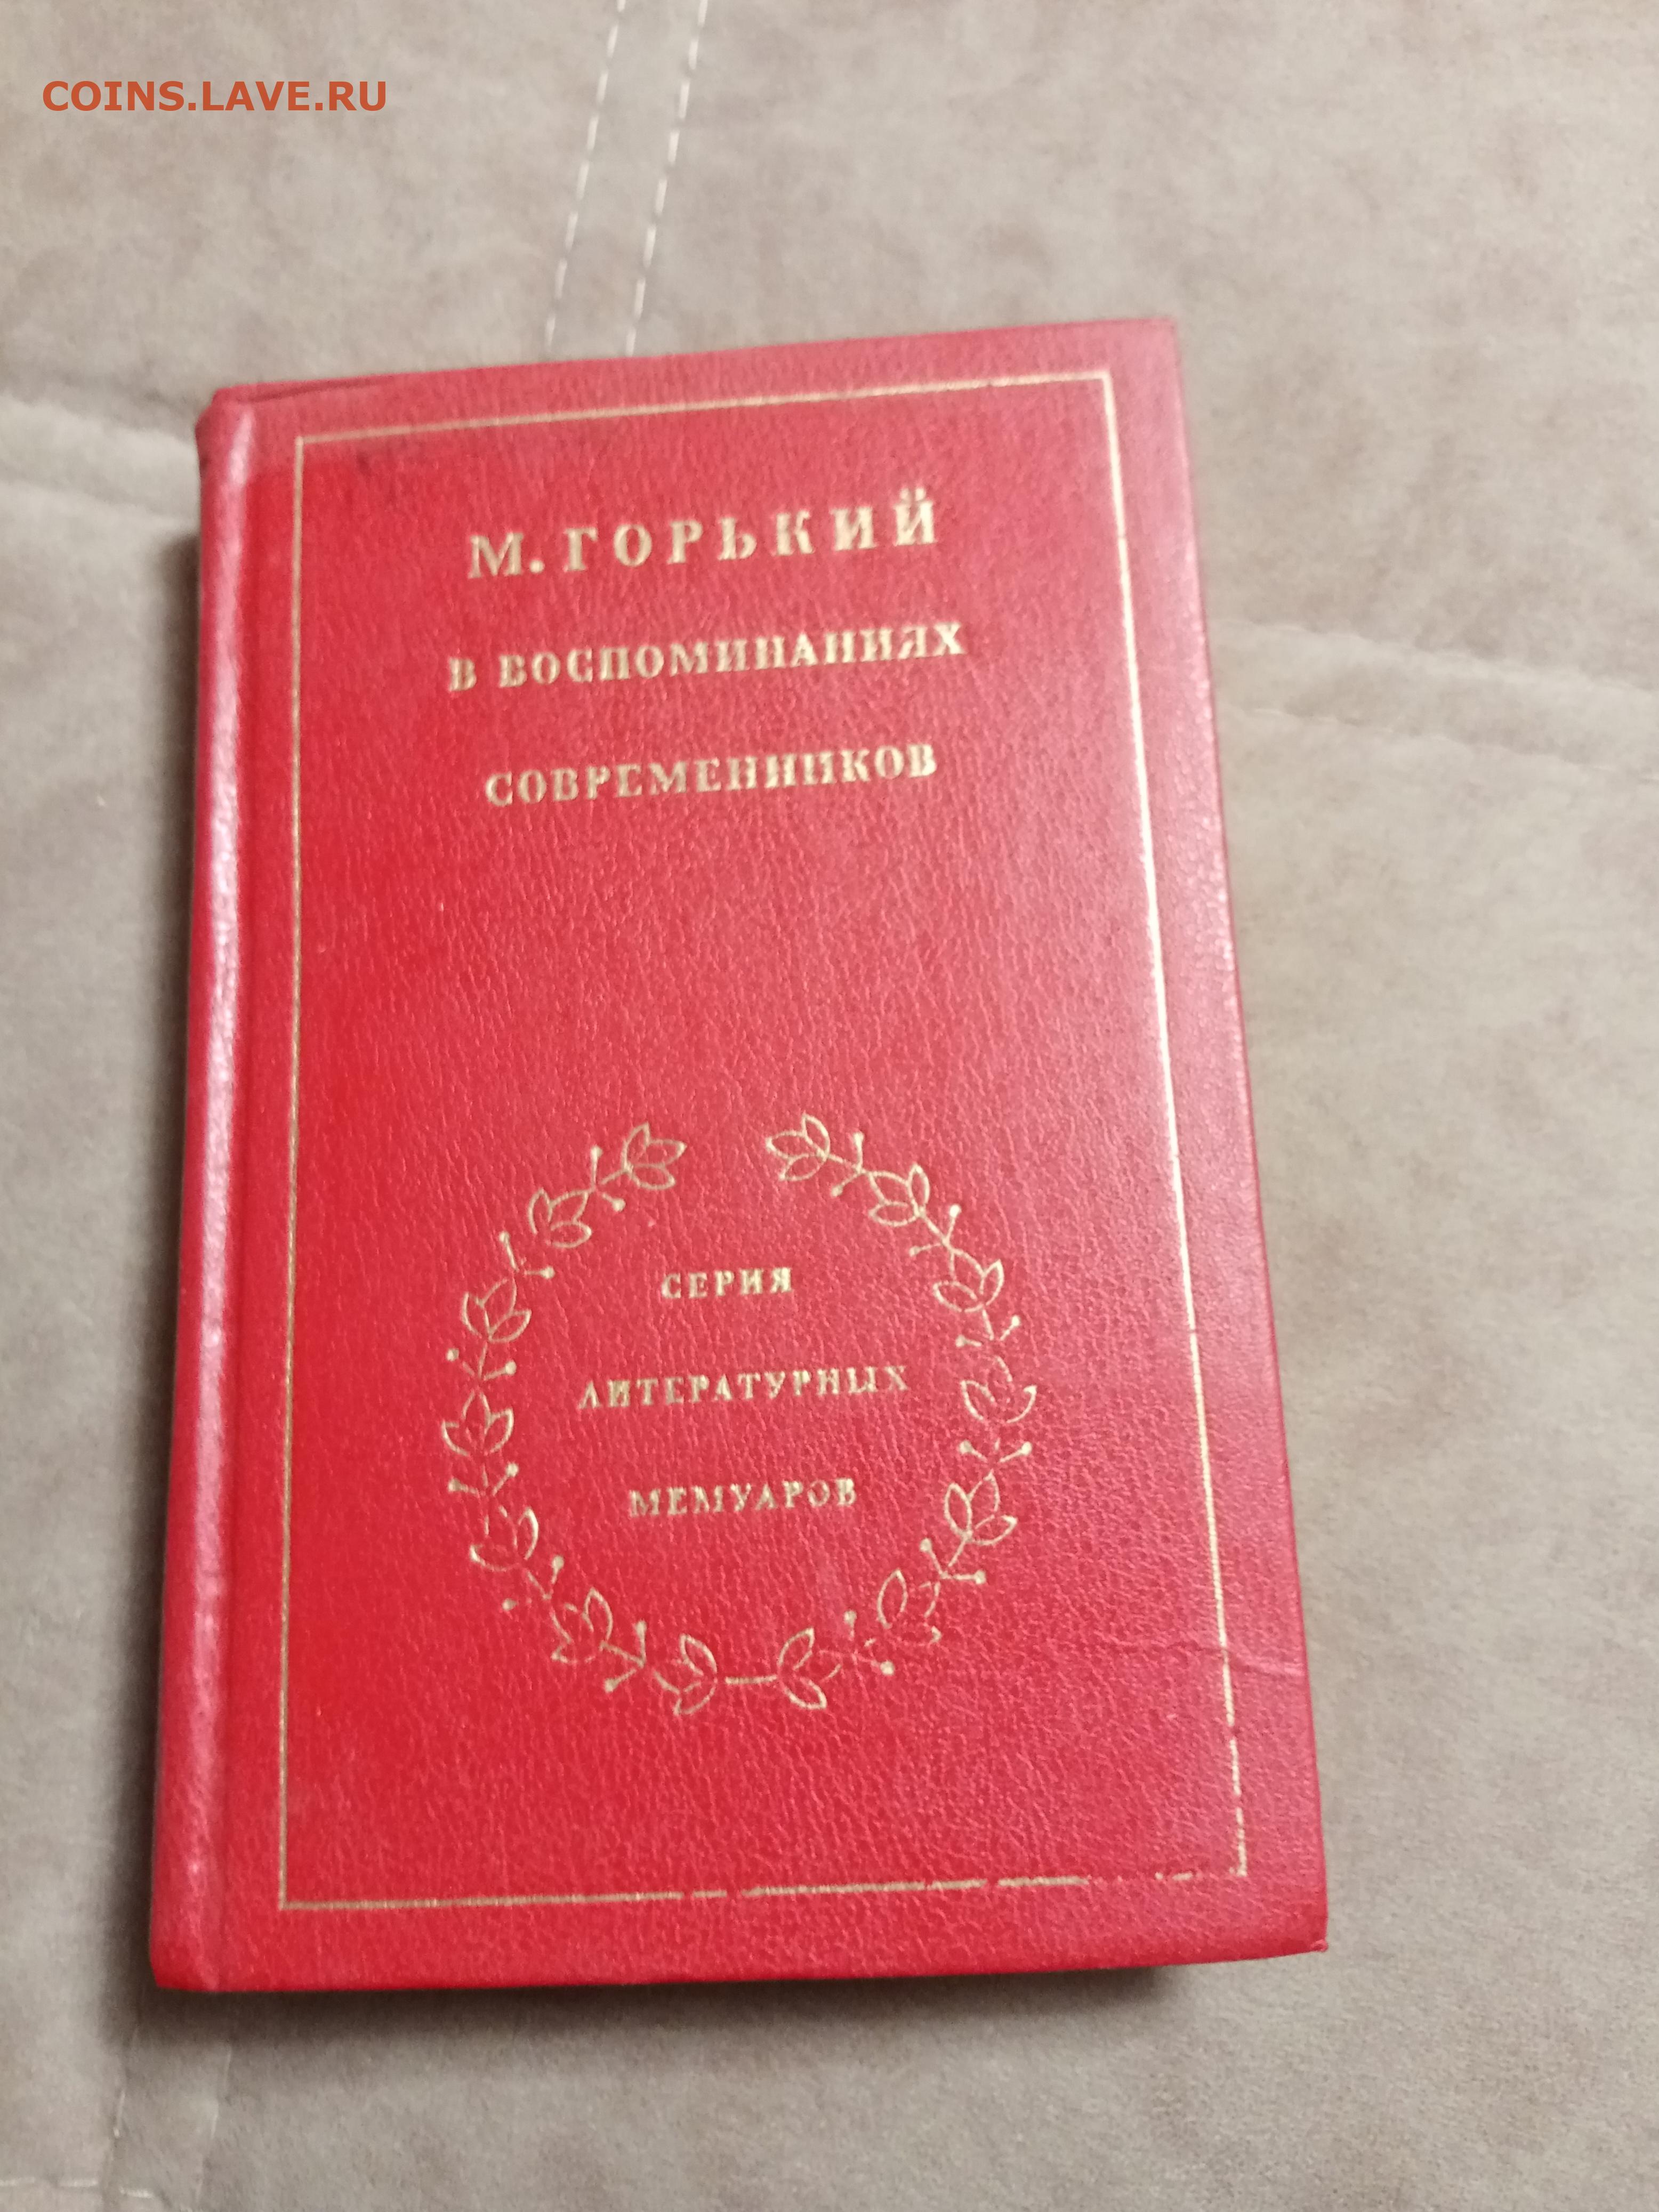 COINS.LAVE.RU
М. ГОРЬКИЙ
В ВОСПОМИНАНИЯХ
СОВРЕМЕННИКОВ
СЕРИЯ
ЛИТЕРАТУРНЫХ
МЕМУАРОВ